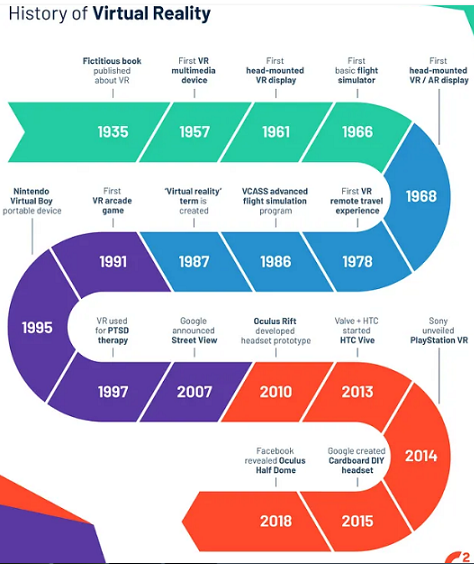 History of Virtual Reality
Fictitious book
published
about VR
First VR
multimedia
device
First
head-mounted
VR display
First
basic flight
simulator
First
head-mounted
VR / AR display
1935
1957
1961
1966
1968
Nintendo
Virtual Boy
portable device
First
VR arcade
game
'Virtual reality'
term is
created
VCASS advanced
flight simulation
program
First VR
remote travel
experience
1991
1987
1986
1978
1995
VR used
for PTSD
therapy
Google
announced
Street View
Oculus Rift
developed
headset prototype
Valve + HTC
started
HTC Vive
Sony
unveiled
PlayStation VR
1997
2007
2010
2013
2014
Facebook
revealed Oculus
Half Dome
Google created
Cardboard DIY
headset
2018
2015
2